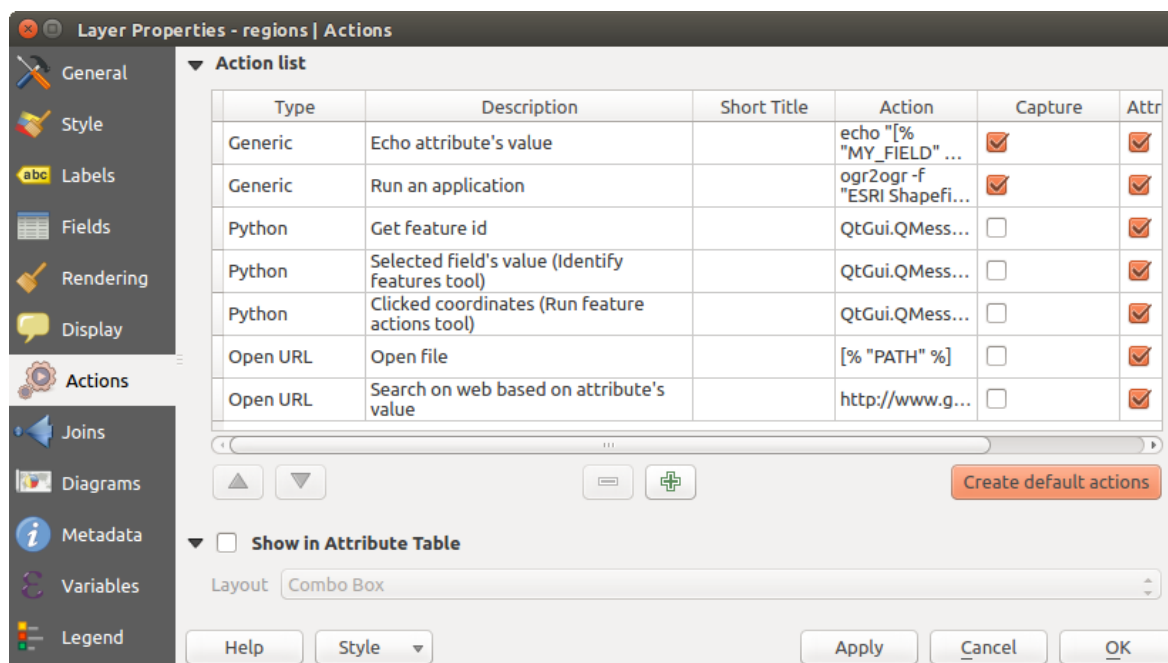 Layer Properties - regions | Actions
General
Style
abc Labels
Fields
Rendering
Display
Actions
Joins
Diagrams
Metadata
Variables
Legend
Action list
Type Description Short Title Action Capture Attr
Generic Echo attribute's value echo "[%
"MY_FIELD" ...
Generic Run an application ogr2ogr -f
"ESRI Shapefi...
Python Get feature id QtGui.QMess...
Python Selected field's value (Identify
features tool) QtGui.QMess...
Python Clicked coordinates (Run feature
actions tool) QtGui.QMess...
Open URL Open file [% "PATH" %]
Open URL Search on web based on attribute's
value http://www.g...
Create default actions
Show in Attribute Table
Layout Combo Box
Help Style Apply Cancel OK